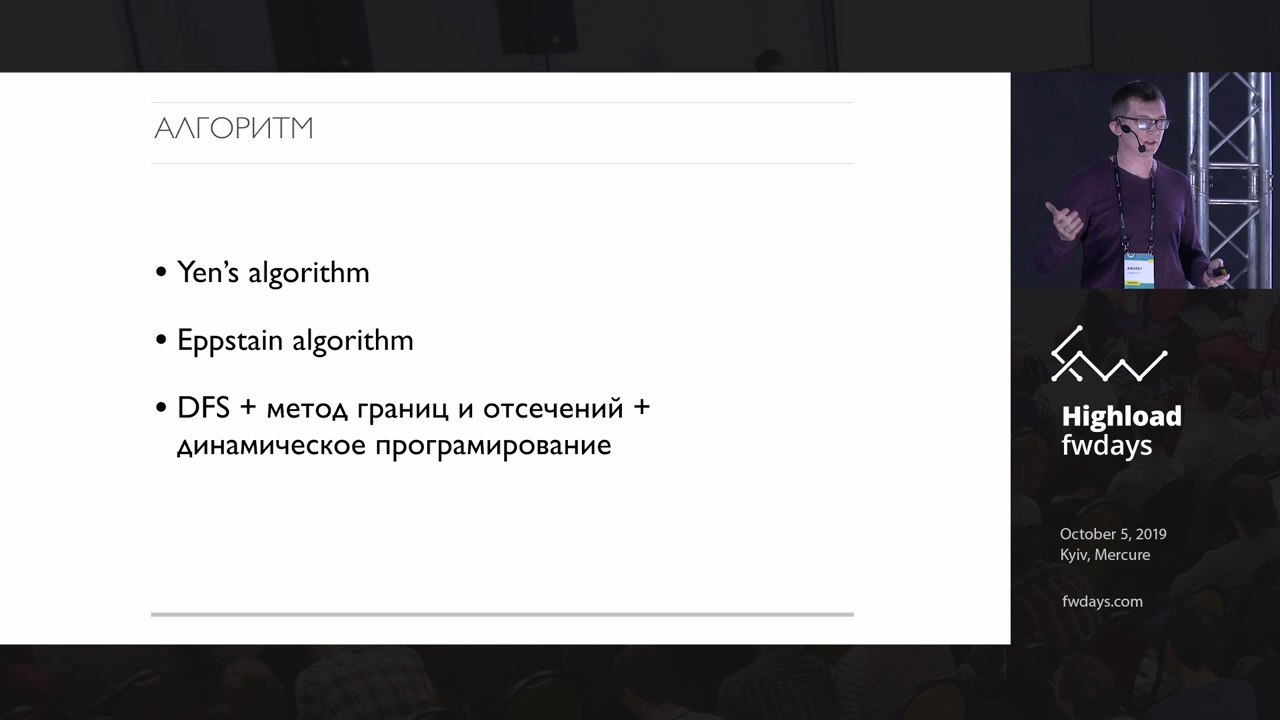 АЛГОРИТМ
• Yen's algorithm
• Eppstain algorithm
• DFS + метод границ и отсечений +
динамическое програмирование
ANDREY
Highload
fwdays
October 5, 2019
Kyiv, Mercure
fwdays.com